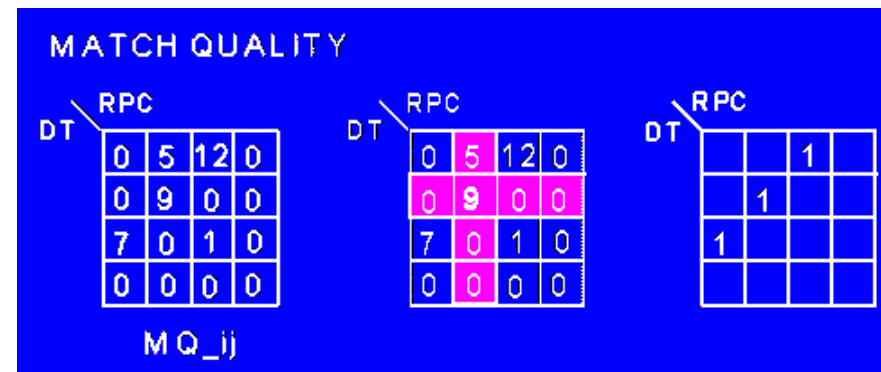 MATCH QUALITY
RPC RPC RPC
DT DT DT
0 5 12 0 0 5 12 0 1
0 9 0 0 0 9 0 0 1
7 0 1 0 7 0 1 0 1
0 0 0 0 0 0 0 0
MQ_ij